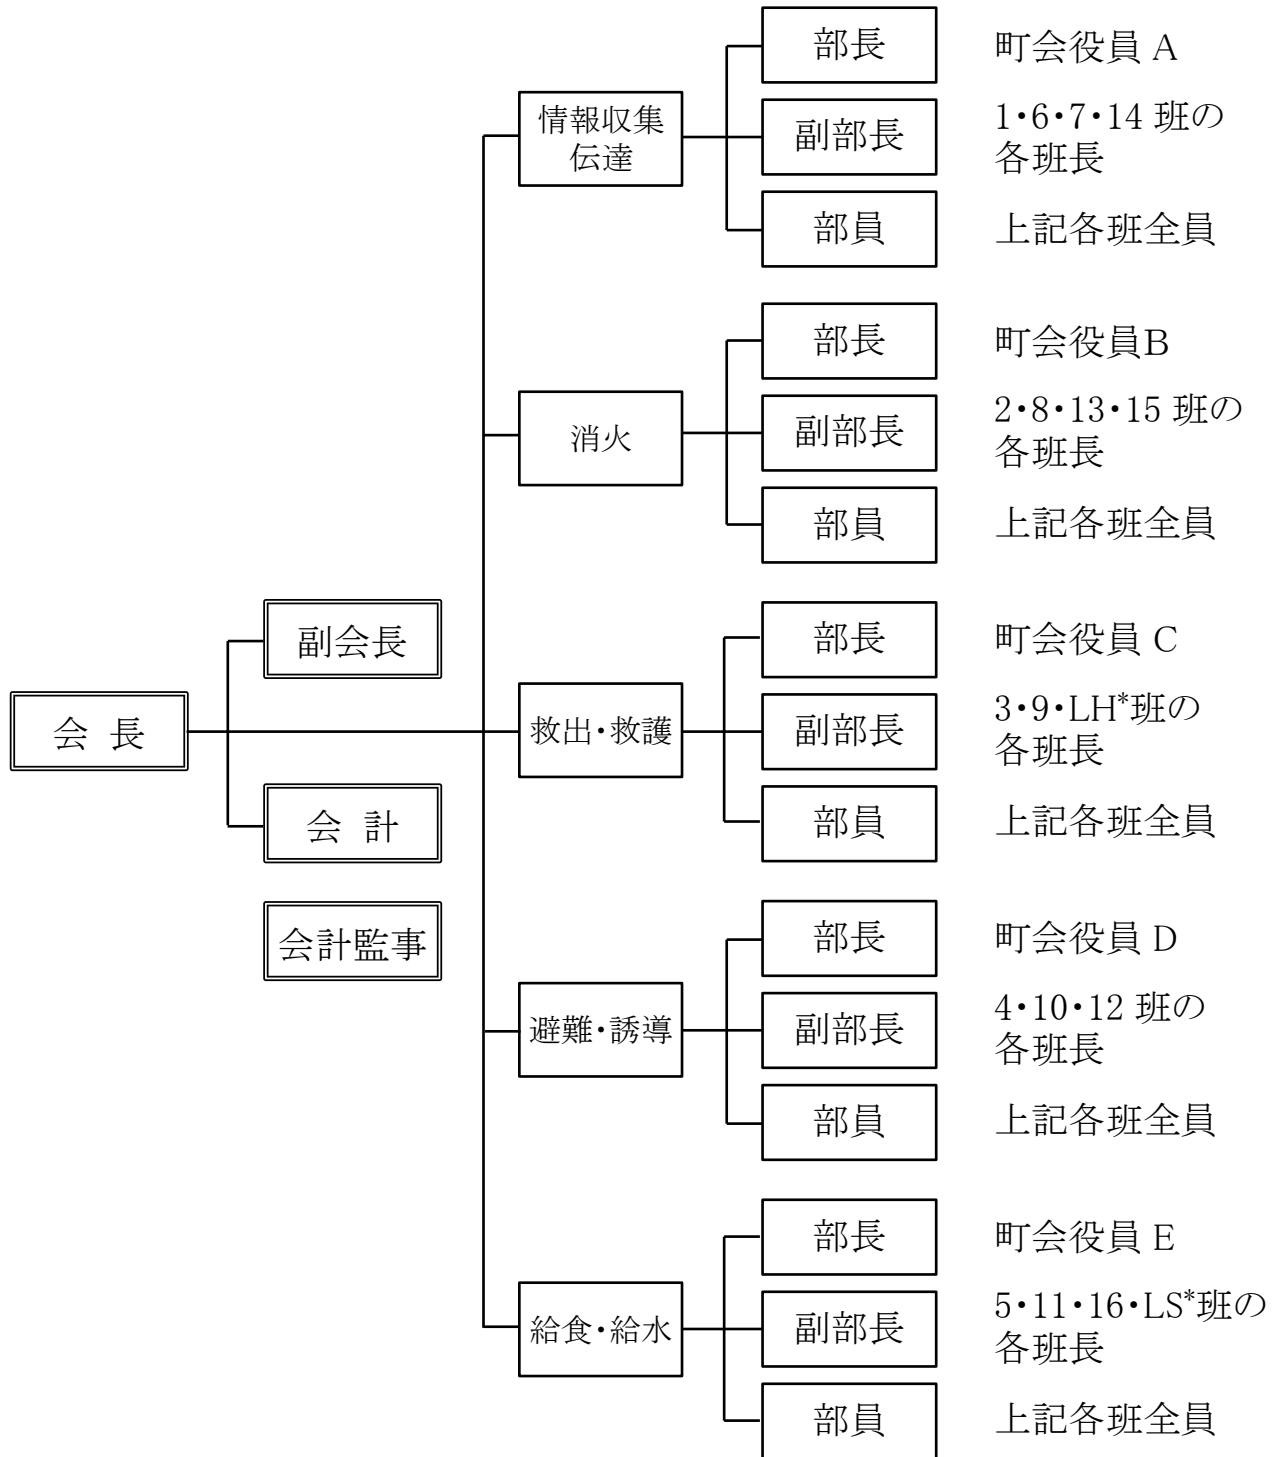 会 長
副会長
会 計
会計監事
情報収集
伝達
部長
町会役員 A
副部長
1・6・7・14 班の
各班長
部員
上記各班全員
消火
部長
町会役員B
副部長
2・8・13・15 班の
各班長
部員
上記各班全員
救出・救護
部長
町会役員 C
副部長
3・9・LH*班の
各班長
部員
上記各班全員
避難・誘導
部長
町会役員 D
副部長
4・10・12 班の
各班長
部員
上記各班全員
給食・給水
部長
町会役員 E
副部長
5・11・16・LS*班の
各班長
部員
上記各班全員